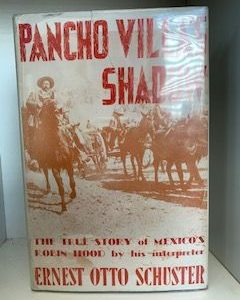 PANCHO VILLA'S
SHADOW
THE TRUE STORY of MEXICO'S
ROBIN HOOD by his interpreter
ERNEST OTTO SCHUSTER